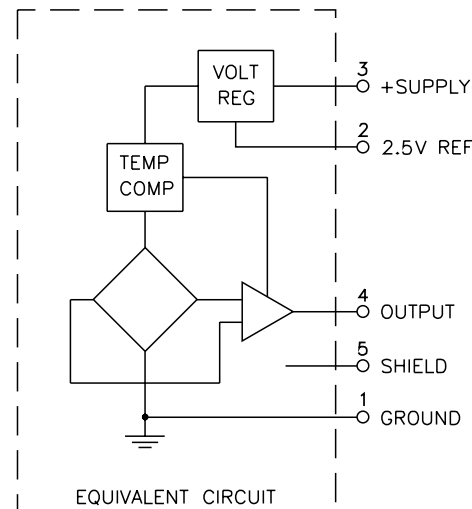 VOLT
REG
3
+SUPPLY
2
2.5V REF
TEMP
COMP
4
OUTPUT
5
SHIELD
1
GROUND
EQUIVALENT CIRCUIT